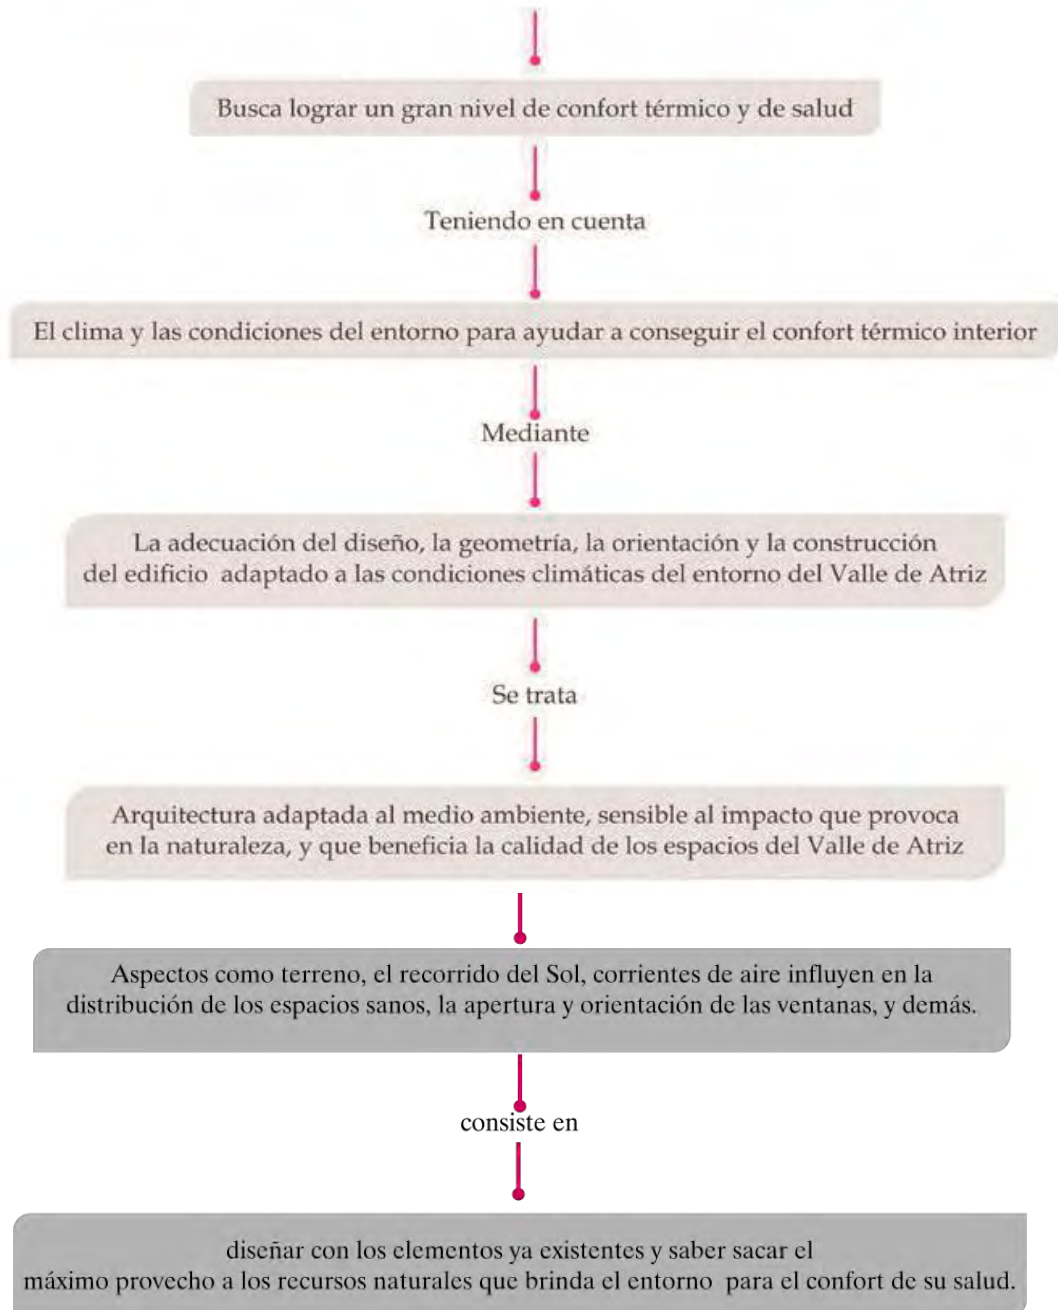 Busca lograr un gran nivel de confort térmico y de salud
Teniendo en cuenta
El clima y las condiciones del entorno para ayudar a conseguir el confort térmico interior
Mediante
La adecuación del diseño, la geometría, la orientación y la construcción
del edificio adaptado a las condiciones climáticas del entorno del Valle de Atriz
Se trata
Arquitectura adaptada al medio ambiente, sensible al impacto que provoca
en la naturaleza, y que beneficia la calidad de los espacios del Valle de Atriz
Aspectos como terreno, el recorrido del Sol, corrientes de aire influyen en la
distribución de los espacios sanos, la apertura y orientación de las ventanas, y demás.
consiste en
diseñar con los elementos ya existentes y saber sacar el
máximo provecho a los recursos naturales que brinda el entorno para el confort de su salud.